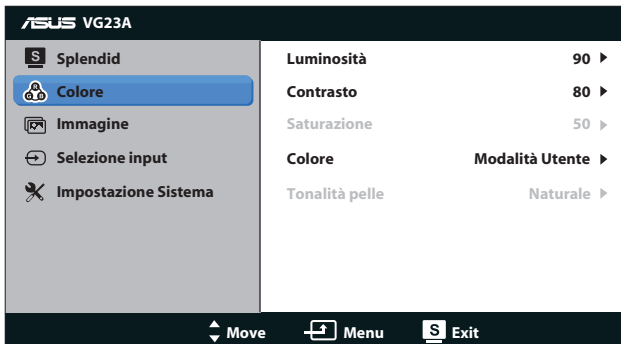 ASUS VG23A
S Splendid
Colore
Immagine
Selezione input
Impostazione Sistema
Luminosità 90
Contrasto 80
Saturazione 50
Colore Modalità Utente
Tonalità pelle Naturale
Move Menu S Exit